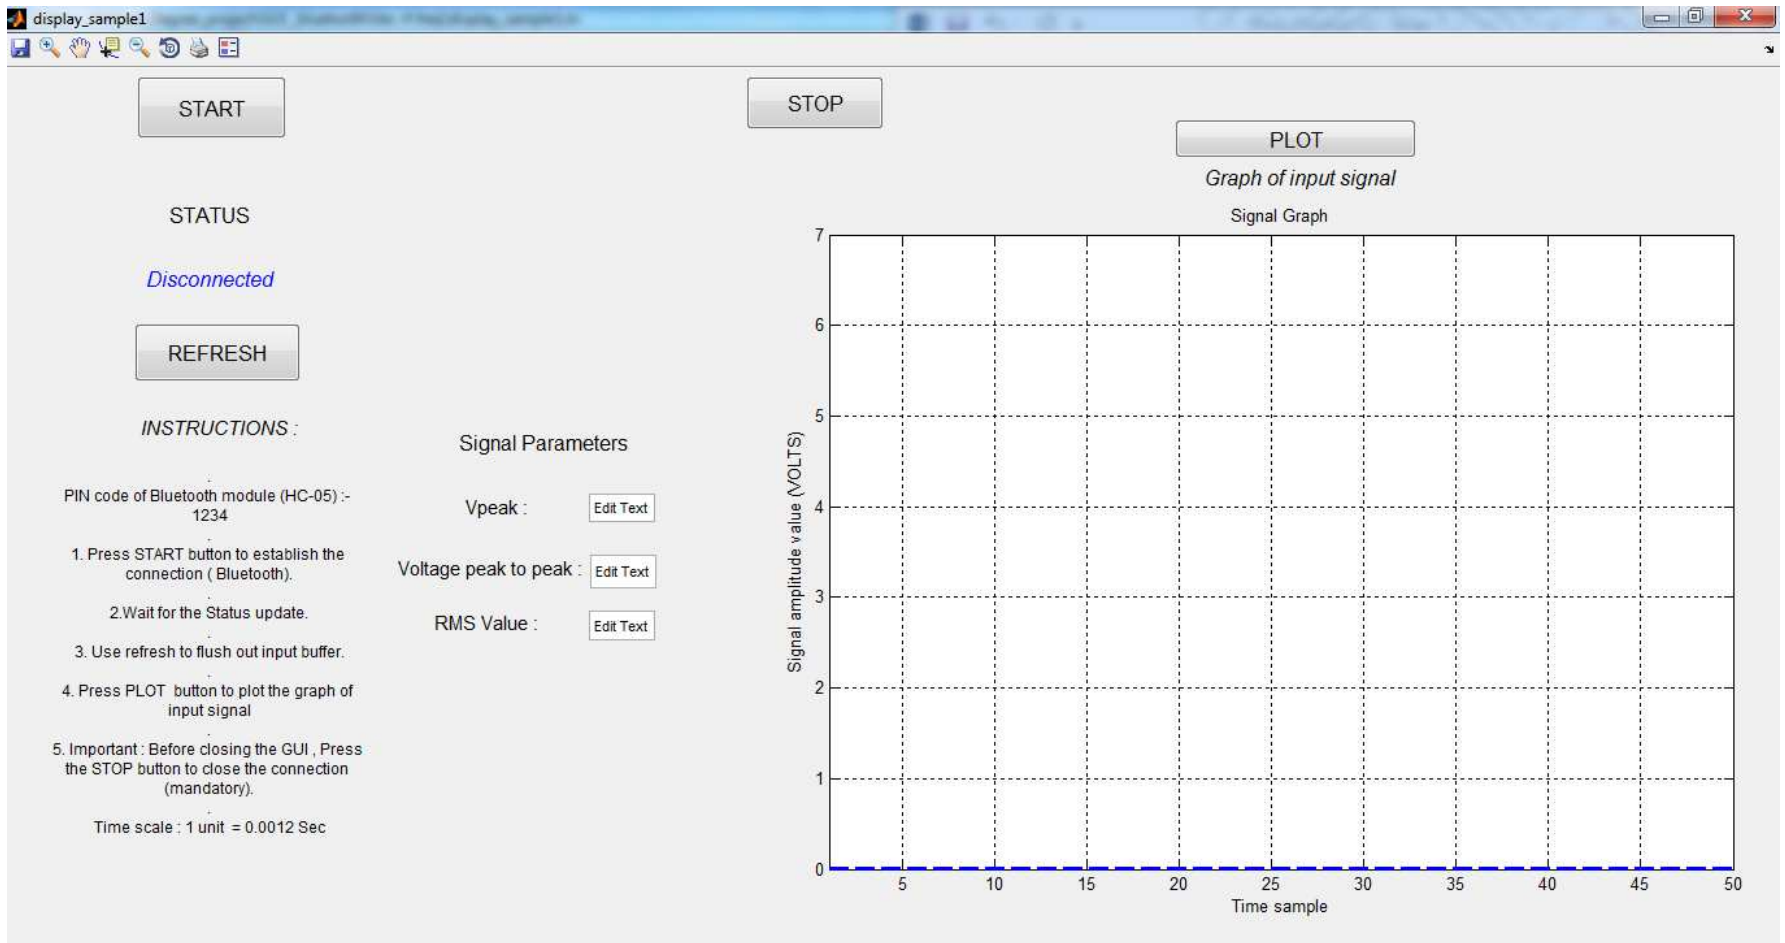 display_sample1
START
STOP
PLOT
Graph of input signal
STATUS
Disconnected
REFRESH
INSTRUCTIONS :
.
PIN code of Bluetooth module (HC-05) :-
1234
.
1. Press START button to establish the
connection ( Bluetooth).
.
2.Wait for the Status update.
.
3. Use refresh to flush out input buffer.
.
4. Press PLOT button to plot the graph of
input signal
.
5. Important : Before closing the GUI , Press
the STOP button to close the connection
(mandatory).
.
Time scale : 1 unit = 0.0012 Sec
Signal Parameters
Vpeak : Edit Text
Voltage peak to peak : Edit Text
RMS Value : Edit Text
Signal Graph
Signal amplitude value (VOLTS)
7
6
5
4
3
2
1
0
5 10 15 20 25 30 35 40 45 50
Time sample